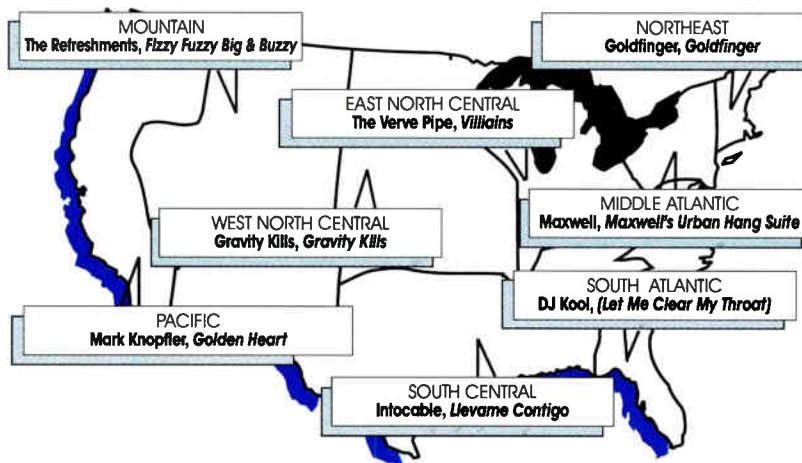 MOUNTAIN
The Refreshments, Fizzy Fuzzy Big & Buzzy
NORTHEAST
Goldfinger, Goldfinger
EAST NORTH CENTRAL
The Verve Pipe, Villiains
WEST NORTH CENTRAL
Gravity Kills, Gravity Kills
MIDDLE ATLANTIC
Maxwell, Maxwell's Urban Hang Suite
SOUTH ATLANTIC
DJ Kool, (Let Me Clear My Throat)
PACIFIC
Mark Knopfler, Golden Heart
SOUTH CENTRAL
Intocable, Llevame Contigo